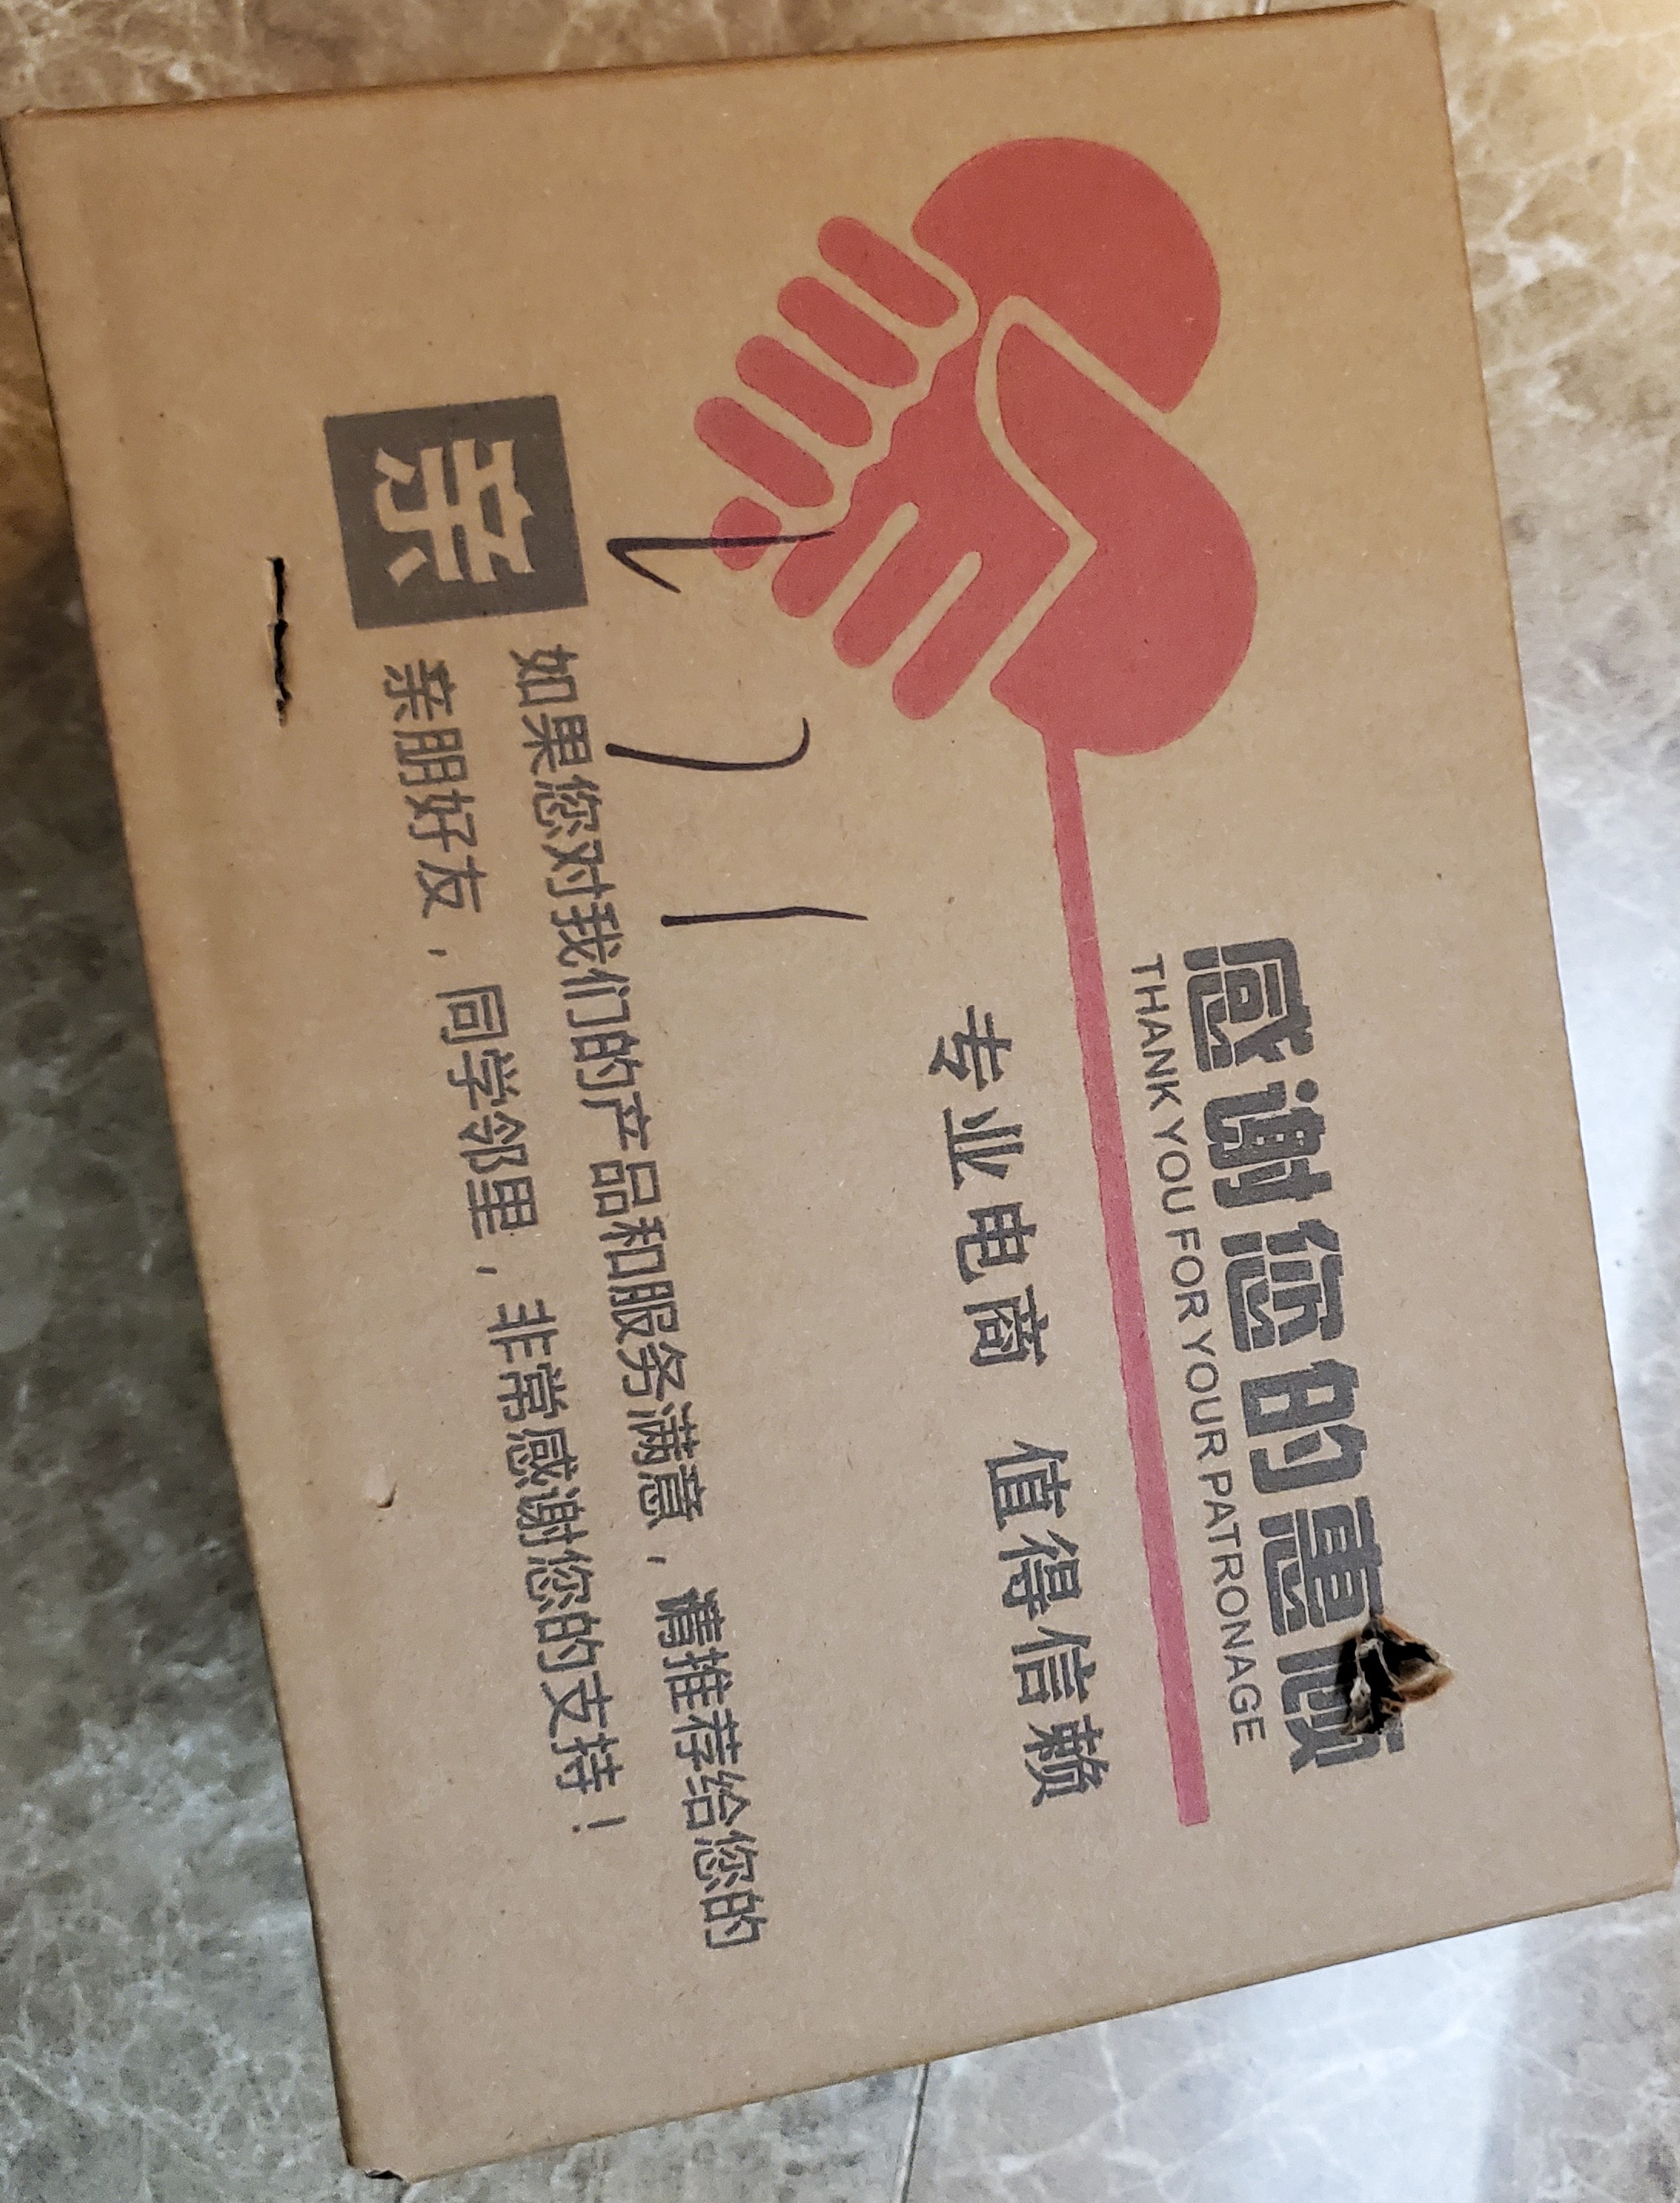 感谢您的惠顾
THANK YOU FOR YOUR PATRONAGE
专业电商 值得信赖
亲
如果您对我们的产品和服务满意，请推荐给您的
亲朋好友，同学邻里，非常感谢您的支持！